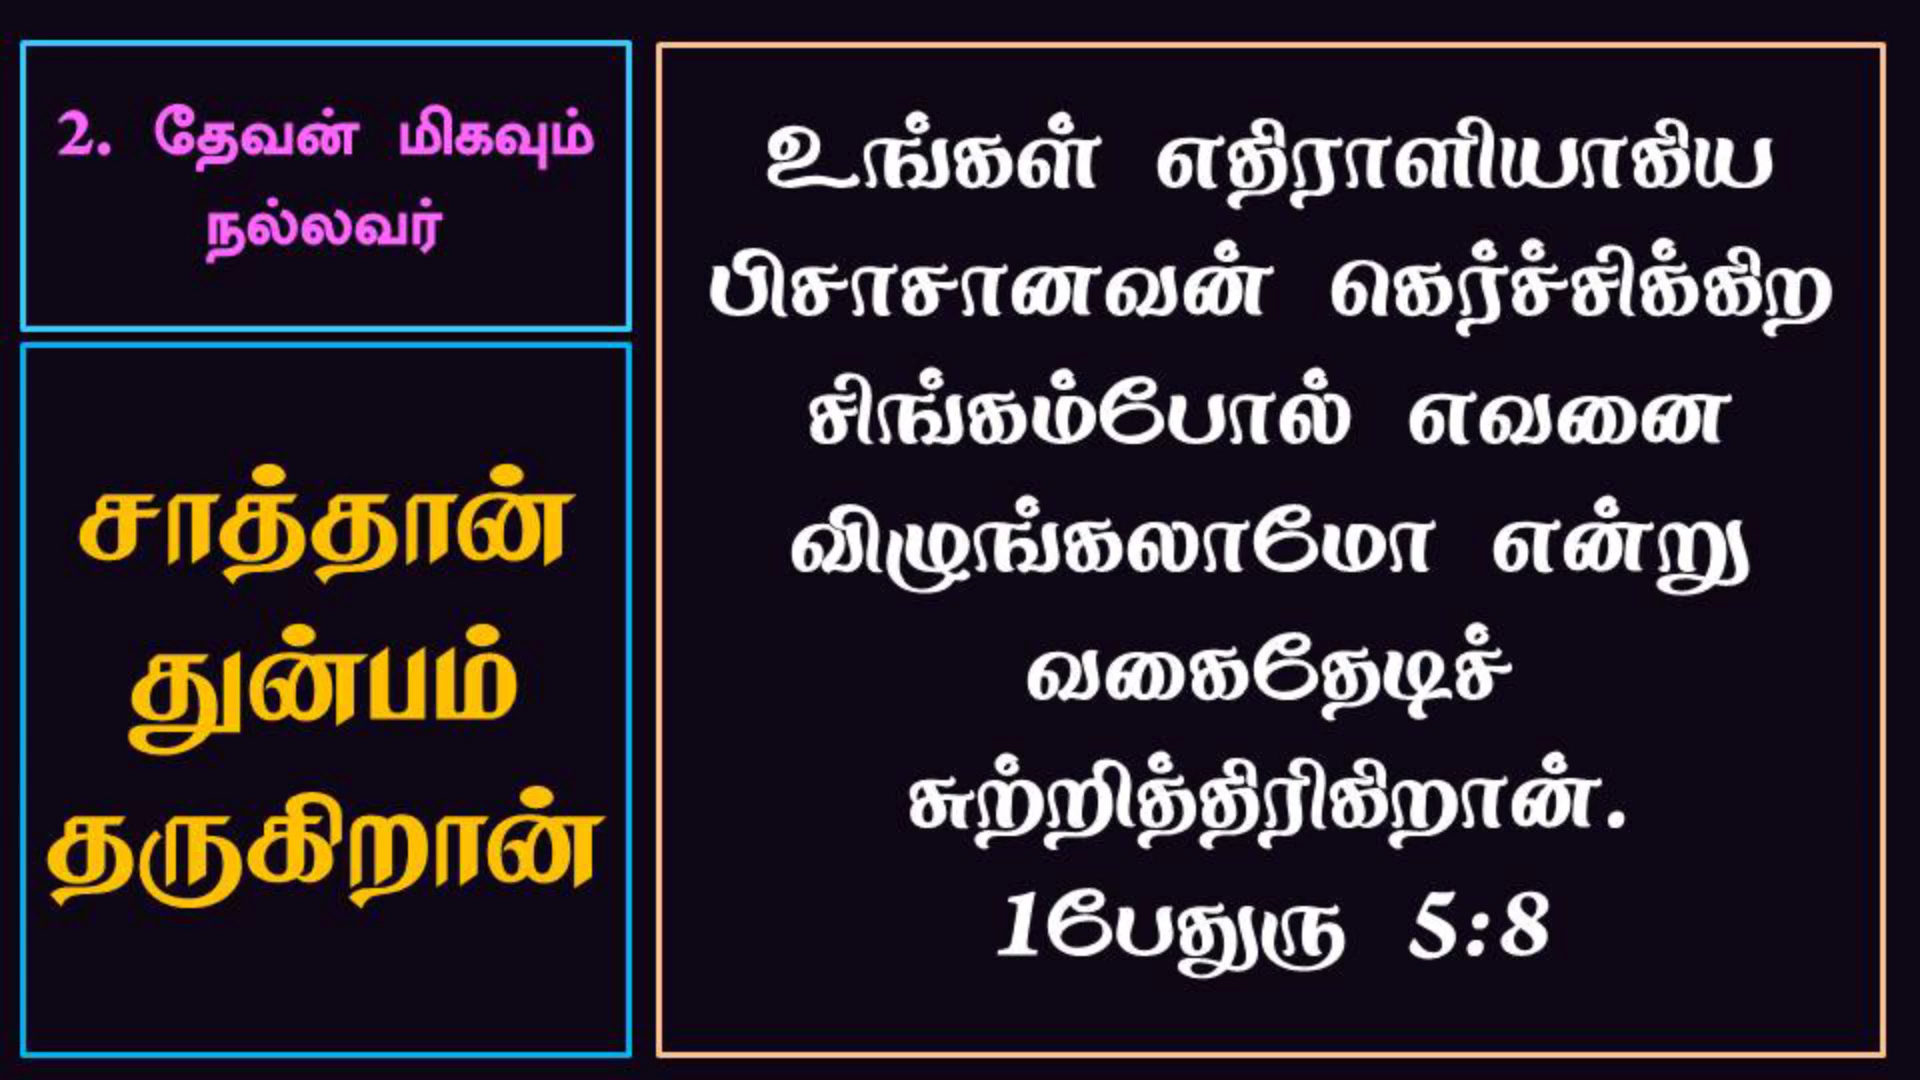 2. தேவன் மிகவும்
நல்லவர்
சாத்தான்
துன்பம்
தருகிறான்
உங்கள் எதிராளியாகிய
பிசாசானவன் கெர்ச்சிக்கிற
சிங்கம்போல் எவனை
விழுங்கலாமோ என்று
வகைதேடிச்
சுற்றித்திரிகிறான்.
1பேதுரு 5:8